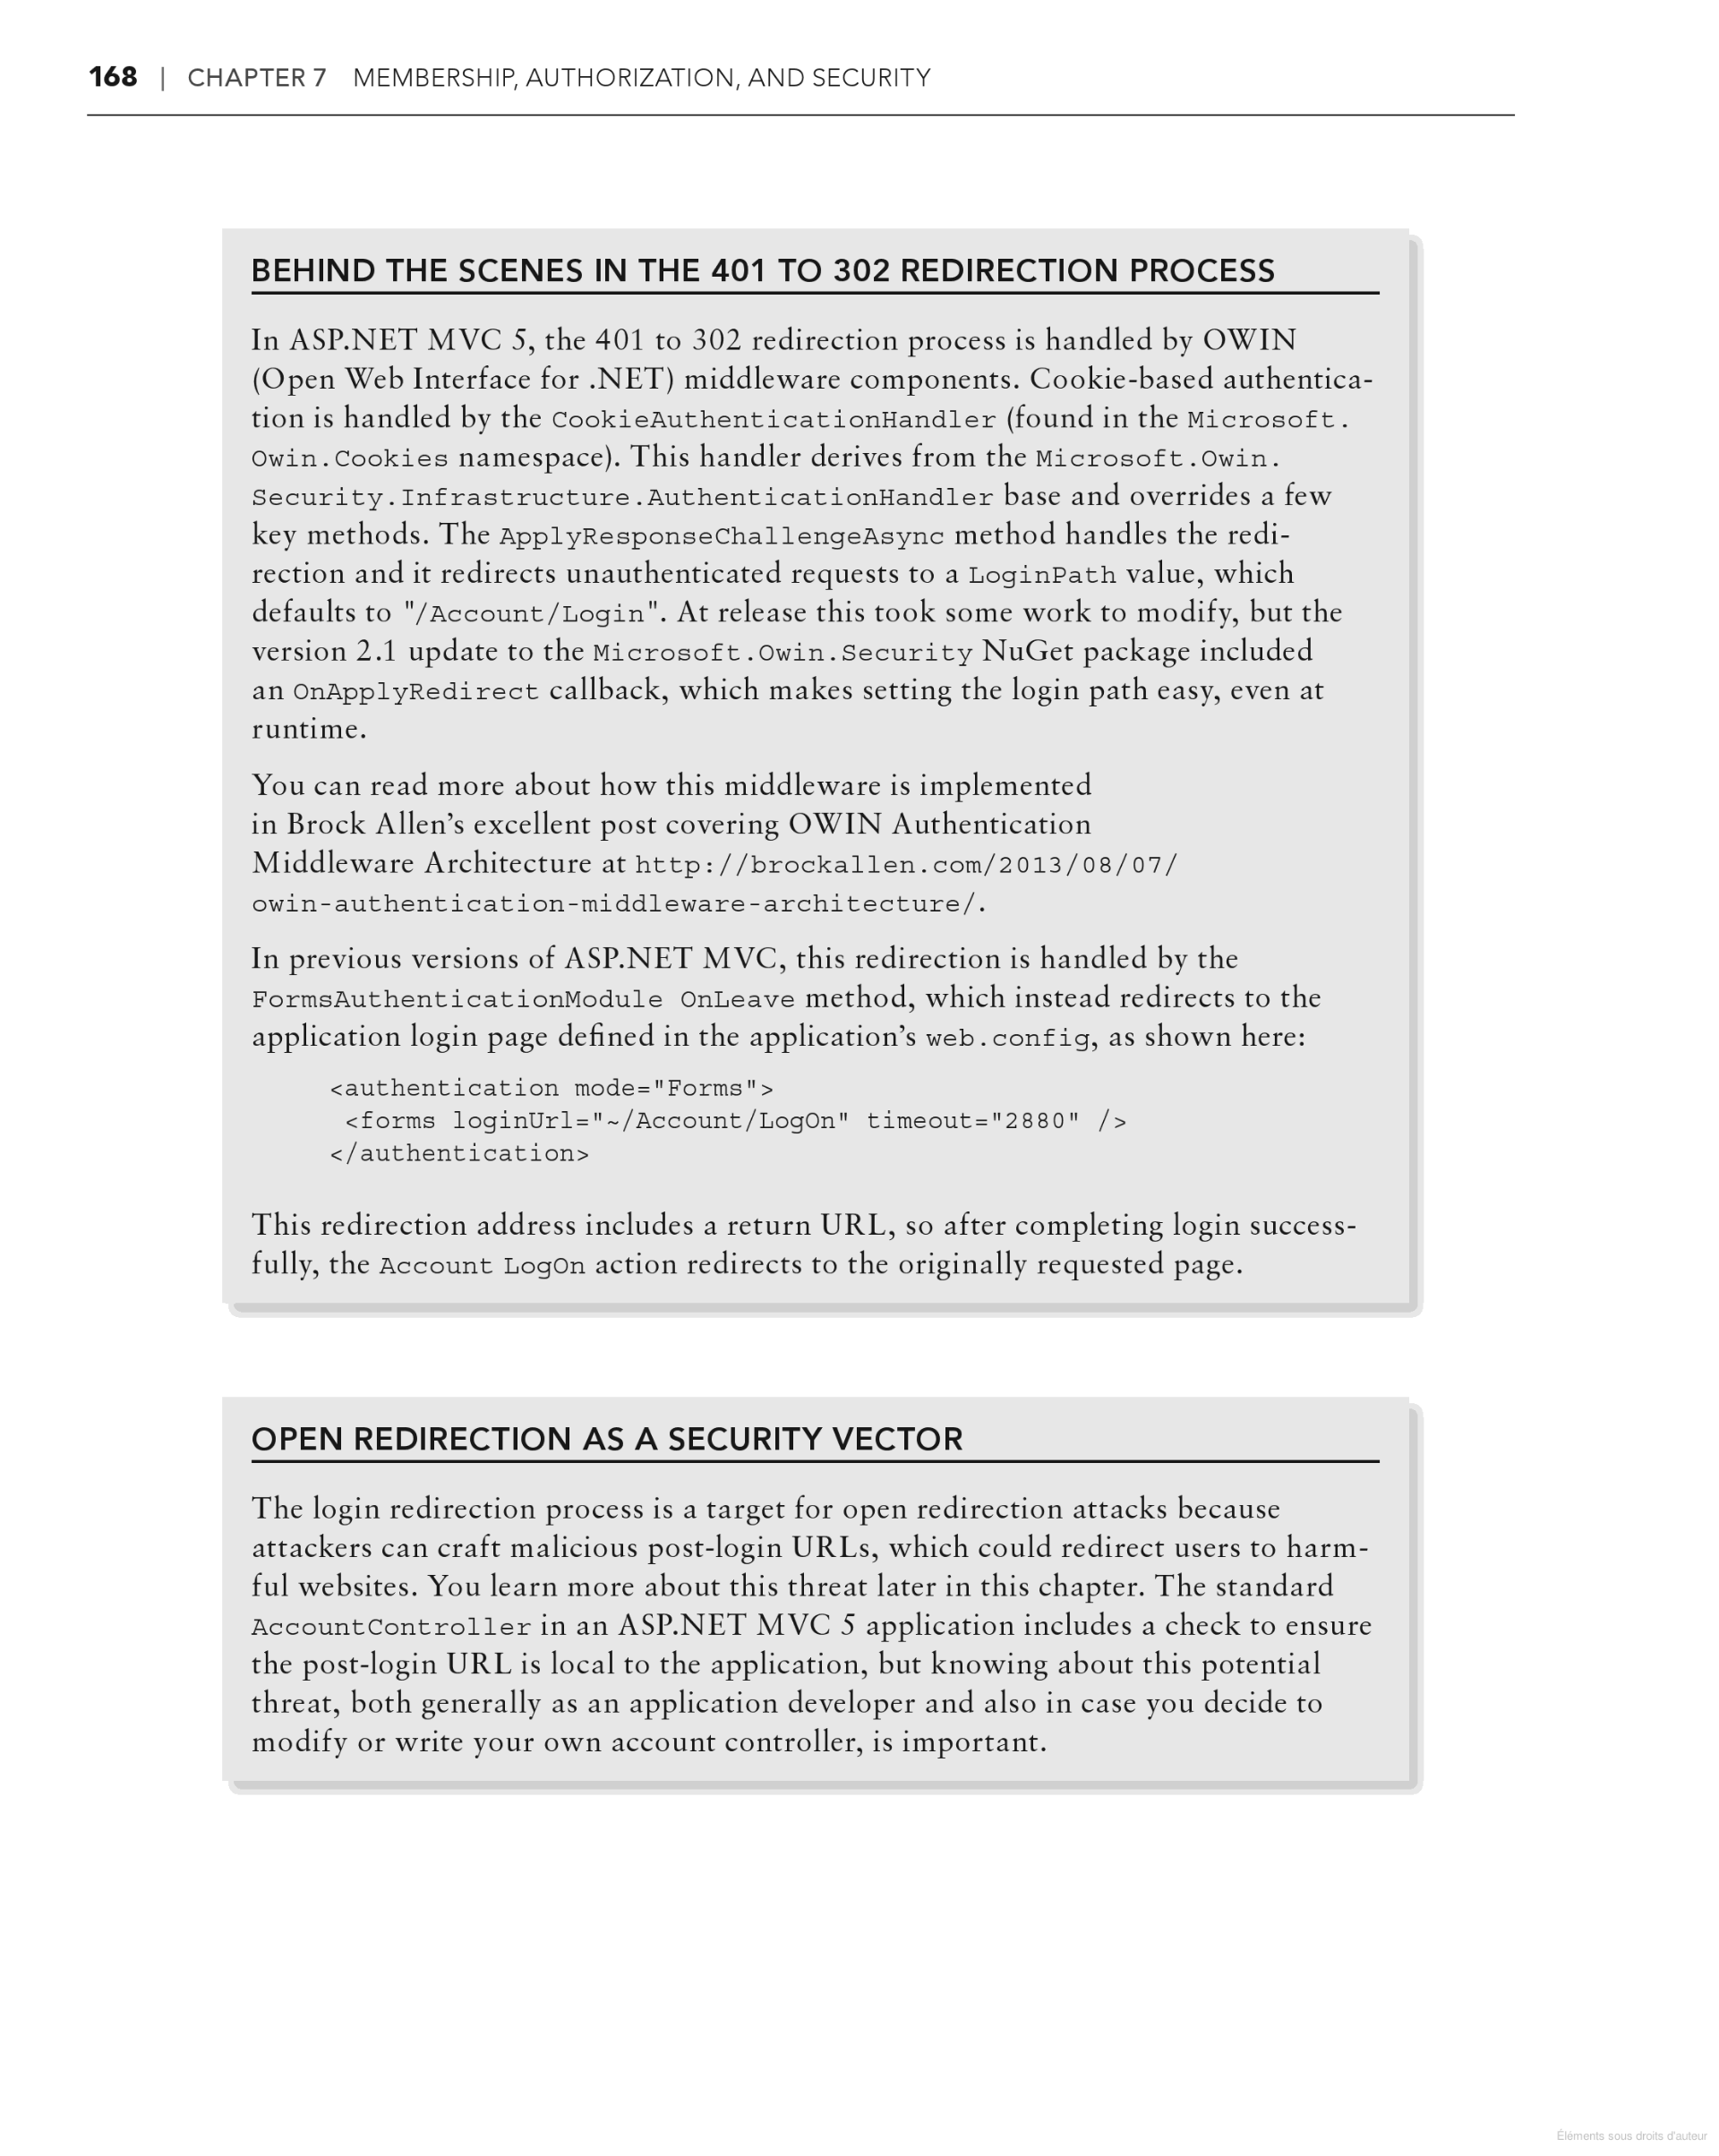 168 | CHAPTER 7 MEMBERSHIP, AUTHORIZATION, AND SECURITY
BEHIND THE SCENES IN THE 401 TO 302 REDIRECTION PROCESS
In ASP.NET MVC 5, the 401 to 302 redirection process is handled by OWIN
(Open Web Interface for .NET) middleware components. Cookie-based authentica-
tion is handled by the CookieAuthenticationHandler (found in the Microsoft.
Owin.Cookies namespace). This handler derives from the Microsoft.Owin.
Security.Infrastructure.AuthenticationHandler base and overrides a few
key methods. The ApplyResponseChallengeAsync method handles the redi-
rection and it redirects unauthenticated requests to a LoginPath value, which
defaults to "/Account/Login". At release this took some work to modify, but the
version 2.1 update to the Microsoft.Owin.Security NuGet package included
an OnApplyRedirect callback, which makes setting the login path easy, even at
runtime.
You can read more about how this middleware is implemented
in Brock Allen’s excellent post covering OWIN Authentication
Middleware Architecture at http://brockallen.com/2013/08/07/
owin-authentication-middleware-architecture/.
In previous versions of ASP.NET MVC, this redirection is handled by the
FormsAuthenticationModule OnLeave method, which instead redirects to the
application login page defined in the application’s web.config, as shown here:
<authentication mode="Forms">
<forms loginUrl="~/Account/LogOn" timeout="2880" />
</authentication>
This redirection address includes a return URL, so after completing login success-
fully, the Account LogOn action redirects to the originally requested page.
OPEN REDIRECTION AS A SECURITY VECTOR
The login redirection process is a target for open redirection attacks because
attackers can craft malicious post-login URLs, which could redirect users to harm-
ful websites. You learn more about this threat later in this chapter. The standard
AccountController in an ASP.NET MVC 5 application includes a check to ensure
the post-login URL is local to the application, but knowing about this potential
threat, both generally as an application developer and also in case you decide to
modify or write your own account controller, is important.
Éléments sous droits d'auteur